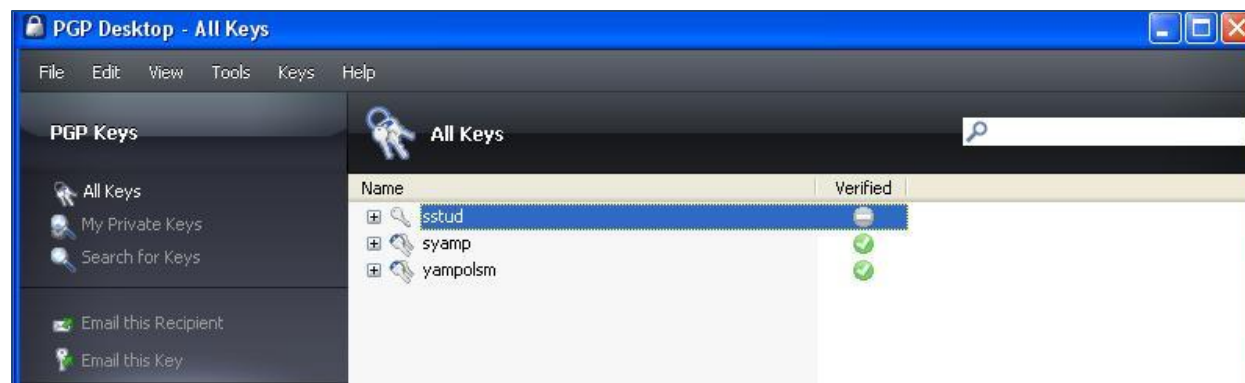 PGP Desktop - All Keys
File Edit View Tools Keys Help
PGP Keys
All Keys
All Keys
My Private Keys
Search for Keys
Email this Recipient
Email this Key
Name Verified
sstud
syamp
yampolsm